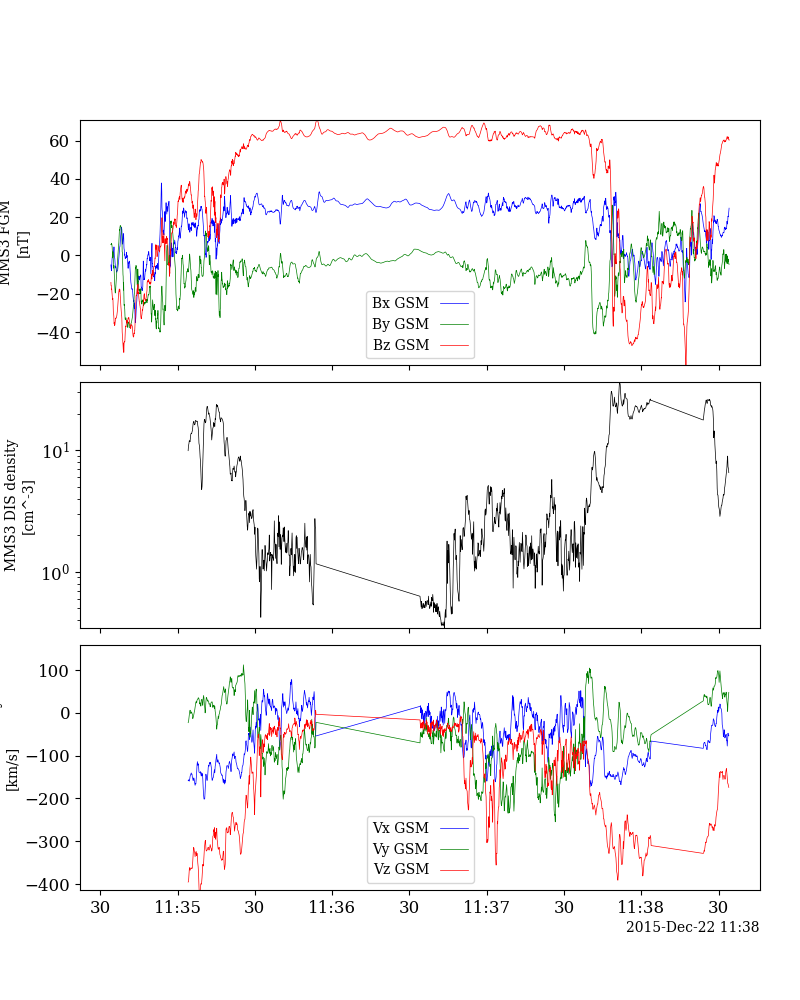 60
40
20
0
−20
−40
MMS3 FGM
[nT]
Bx GSM
By GSM
Bz GSM
10^1
10^0
MMS3 DIS density
[cm^-3]
100
0
−100
−200
−300
−400
[km/s]
Vx GSM
Vy GSM
Vz GSM
30 11:35 30 11:36 30 11:37 30 11:38 30
2015-Dec-22 11:38